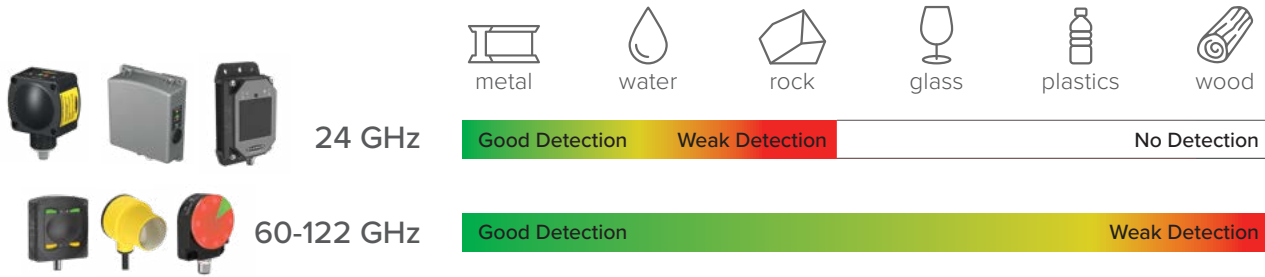 metal water rock glass plastics wood
24 GHz Good Detection Weak Detection No Detection
60-122 GHz Good Detection Weak Detection